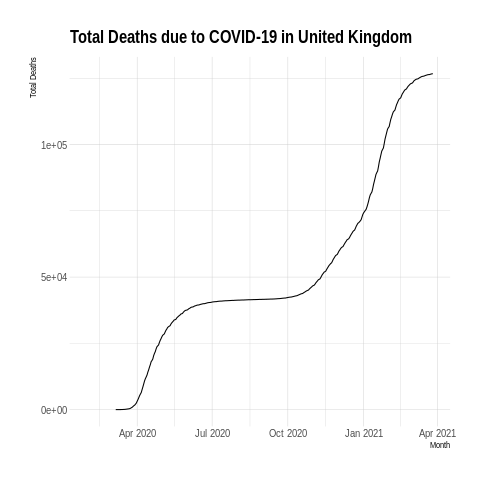 Total Deaths due to COVID-19 in United Kingdom
Total Deaths
1e+05
5e+04
0e+00
Apr 2020 Jul 2020 Oct 2020 Jan 2021 Apr 2021
Month